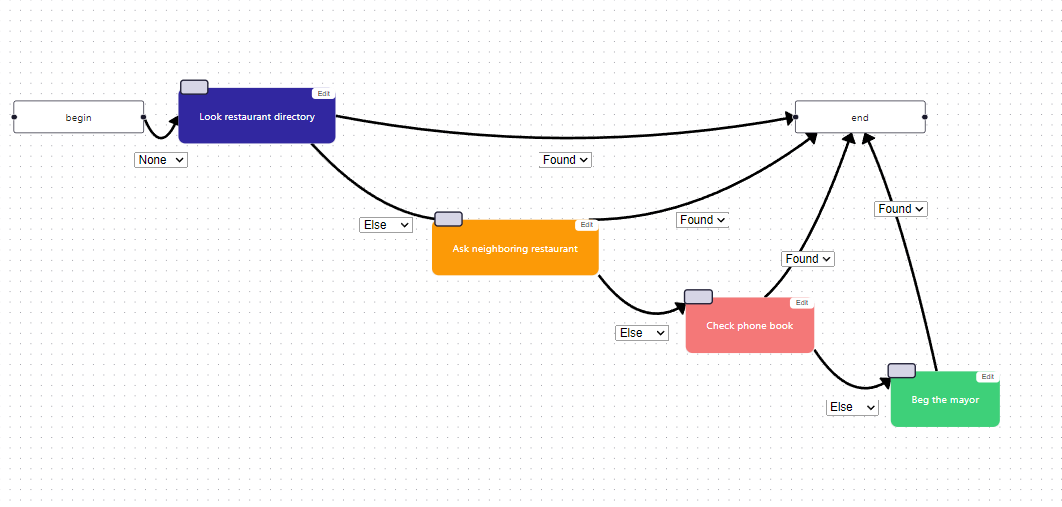 Edit
begin
Look restaurant directory
end
None
Found
Found
Else
Found
Edit
Ask neighboring restaurant
Found
Edit
Else
Check phone book
Edit
Beg the mayor
Else